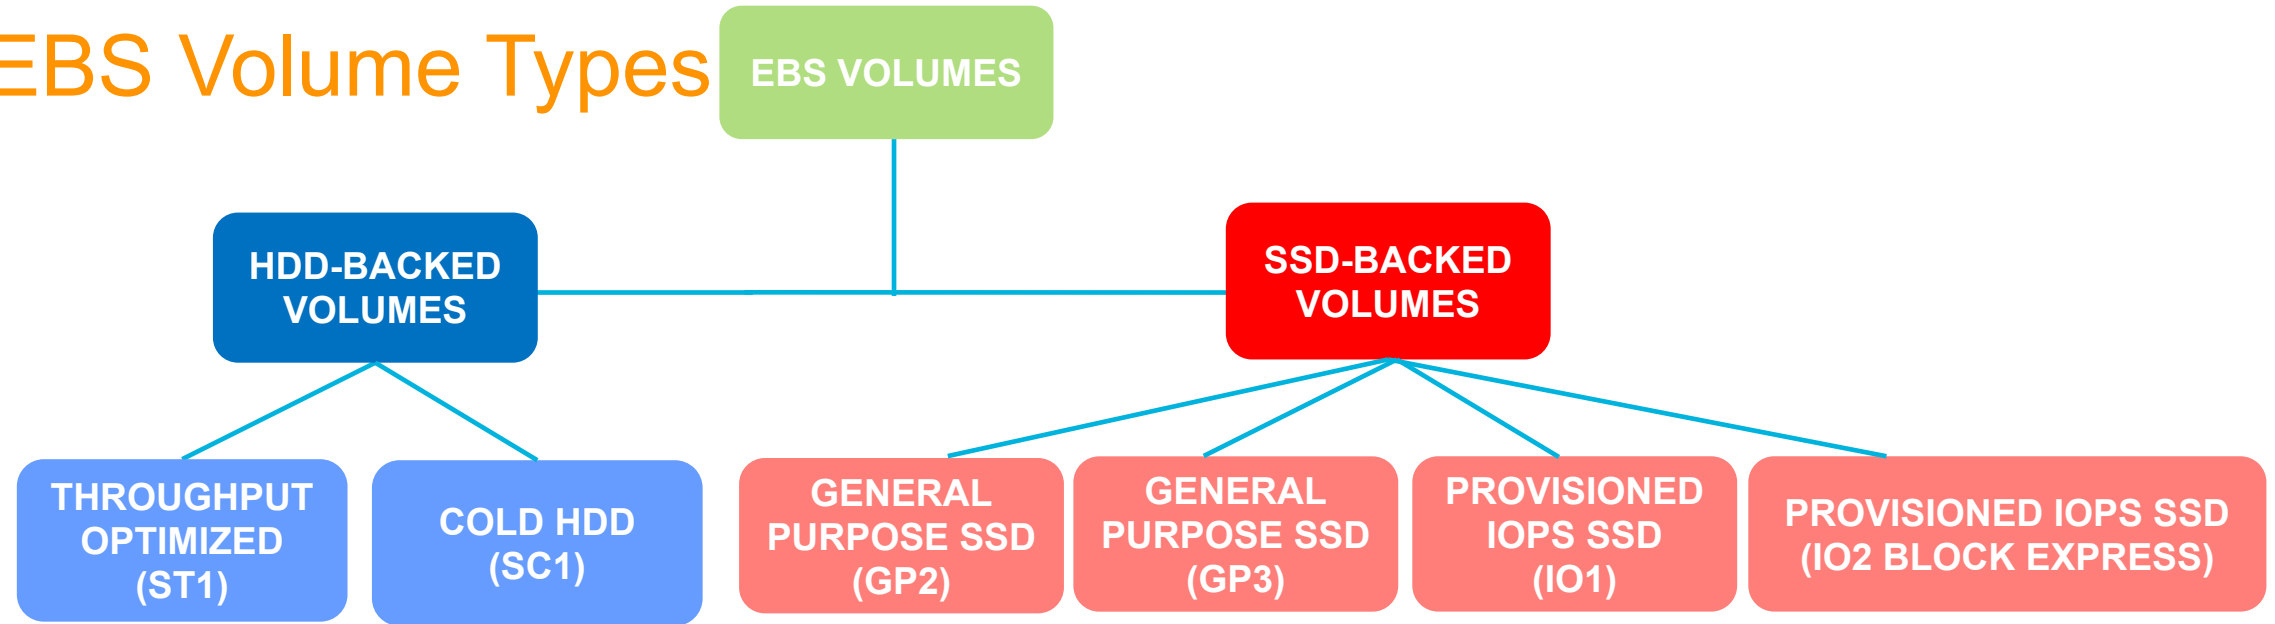 EBS Volume Types
EBS VOLUMES
HDD-BACKED
VOLUMES
SSD-BACKED
VOLUMES
THROUGHPUT
OPTIMIZED
(ST1)
COLD HDD
(SC1)
GENERAL
PURPOSE SSD
(GP2)
GENERAL
PURPOSE SSD
(GP3)
PROVISIONED
IOPS SSD
(IO1)
PROVISIONED IOPS SSD
(IO2 BLOCK EXPRESS)